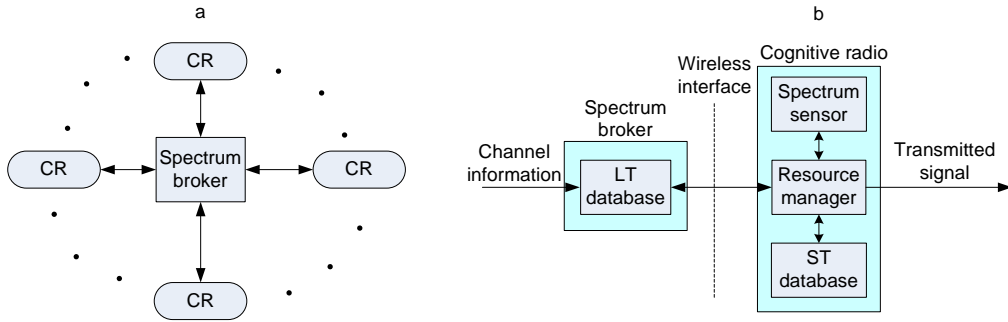 a
CR
CR
Spectrum
broker
CR
CR
b
Cognitive radio
Wireless
interface
Spectrum
sensor
Spectrum
broker
Channel
information
LT
database
Resource
manager
Transmitted
signal
ST
database